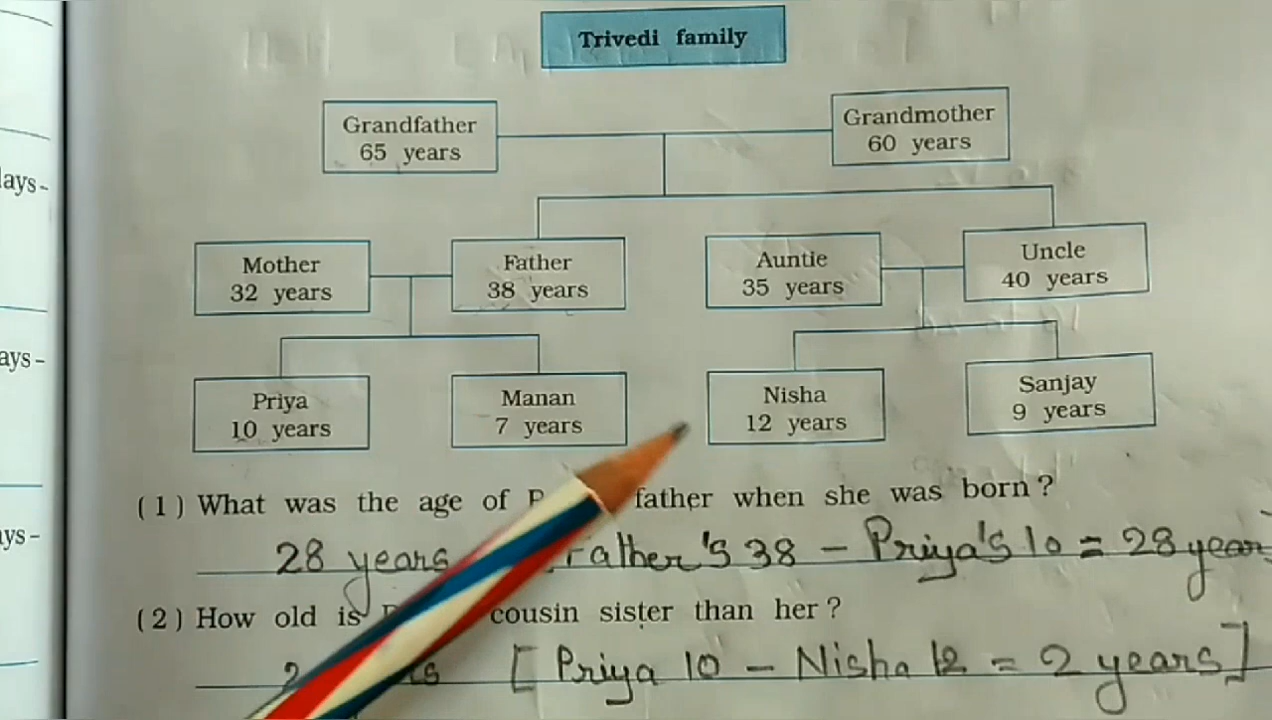 Trivedi family
Grandfather
65 years
Grandmother
60 years
Mother
32 years
Father
38 years
Auntie
35 years
Uncle
40 years
Priya
10 years
Manan
7 years
Nisha
12 years
Sanjay
9 years
(1) What was the age of father when she was born?
28 years Father's 38 – Priya's 10 = 28 year
(2) How old is cousin sister than her?
2 [Priya 10 – Nisha 12 = 2 years]
ays-
ays-
ys-